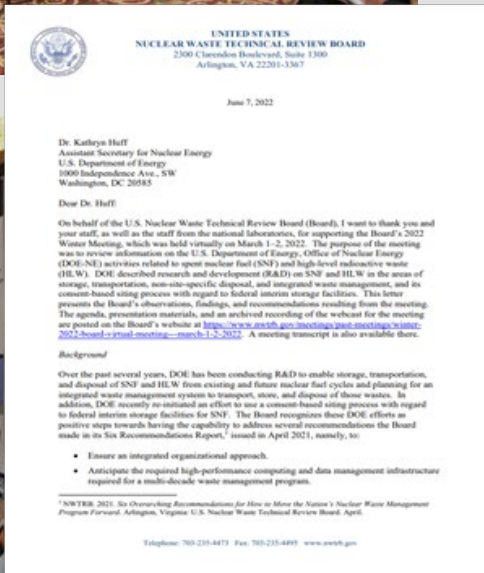 UNITED STATES
NUCLEAR WASTE TECHNICAL REVIEW BOARD
2300 Clarendon Boulevard, Suite 1300
Arlington, VA 22201-3367
June 7, 2022
Dr. Kathryn Huff
Assistant Secretary for Nuclear Energy
U.S. Department of Energy
1000 Independence Ave., SW
Washington, DC 20585
Dear Dr. Huff:
On behalf of the U.S. Nuclear Waste Technical Review Board (Board), I want to thank you and
your staff, as well as the staff from the national laboratories, for supporting the Board's 2022
Winter Meeting, which was held virtually on March 1–2, 2022. The purpose of the meeting
was to review information on the U.S. Department of Energy, Office of Nuclear Energy
(DOE-NE) activities related to spent nuclear fuel (SNF) and high-level radioactive waste
(HLW). DOE described research and development (R&D) on SNF and HLW in the areas of
storage, transportation, non-site-specific disposal, and integrated waste management, and its
consent-based siting process with regard to federal interim storage facilities. This letter
presents the Board's observations, findings, and recommendations resulting from the meeting.
The agenda, presentation materials, and an archived recording of the webcast for the meeting
are posted on the Board's website at https://www.nwtrb.gov/meetings/past-meetings/winter-
2022-board-virtual-meeting---march-1-2-2022. A meeting transcript is also available there.
Background
Over the past several years, DOE has been conducting R&D to enable storage, transportation,
and disposal of SNF and HLW from existing and future nuclear fuel cycles and planning for an
integrated waste management system to transport, store, and dispose of those wastes. In
addition, DOE recently re-initiated an effort to use a consent-based siting process with regard
to federal interim storage facilities for SNF. The Board recognizes these DOE efforts as
positive steps towards having the capability to address several recommendations the Board
made in its Six Recommendations Report,1 issued in April 2021, namely, to:
• Ensure an integrated organizational approach.
• Anticipate the required high-performance computing and data management infrastructure
required for a multi-decade waste management program.
1 NWTRB. 2021. Six Overarching Recommendations for How to Move the Nation's Nuclear Waste Management
Program Forward. Arlington, Virginia: U.S. Nuclear Waste Technical Review Board. April.
Telephone: 703-235-4473 Fax: 703-235-4495 www.nwtrb.gov